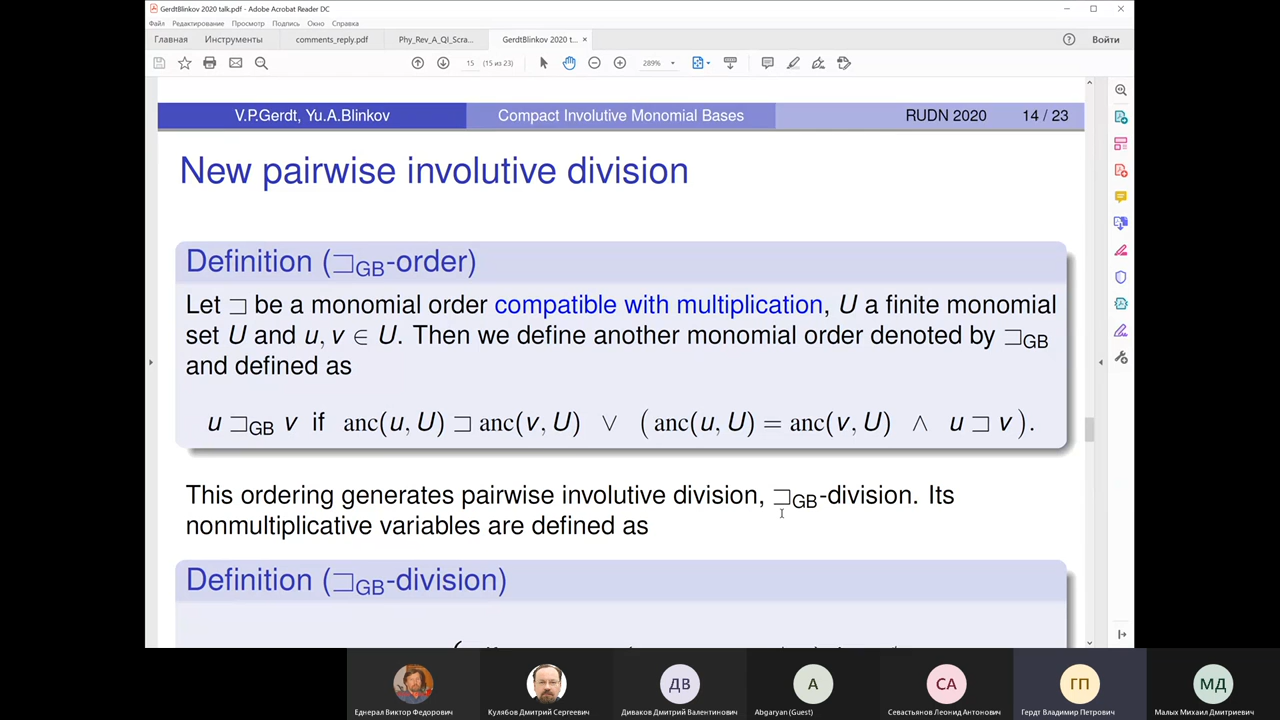 GerdtBlinkov 2020 talk.pdf - Adobe Acrobat Reader DC
Файл Редактирование Просмотр Подпись Окно Справка
Главная Инструменты comments_reply.pdf Phy_Rev_A_QI_Scra... GerdtBlinkov 2020 t... × Войти
15 (15 из 23) 289%
V.P.Gerdt, Yu.A.Blinkov Compact Involutive Monomial Bases RUDN 2020 14 / 23
New pairwise involutive division
Definition (⊐GB-order)
Let ⊐ be a monomial order compatible with multiplication, U a finite monomial
set U and u, v ∈ U. Then we define another monomial order denoted by ⊐GB
and defined as
u ⊐GB v if anc(u, U) ⊐ anc(v, U) ∨ (anc(u, U) = anc(v, U) ∧ u ⊐ v).
This ordering generates pairwise involutive division, ⊐GB-division. Its
nonmultiplicative variables are defined as
Definition (⊐GB-division)
ДВ А СА ГП МД
Еднерал Виктор Федорович Кулябов Дмитрий Сергеевич Диваков Дмитрий Валентинович Abgaryan (Guest) Севастьянов Леонид Антонович Гердт Владимир Петрович Малых Михаил Дмитриевич